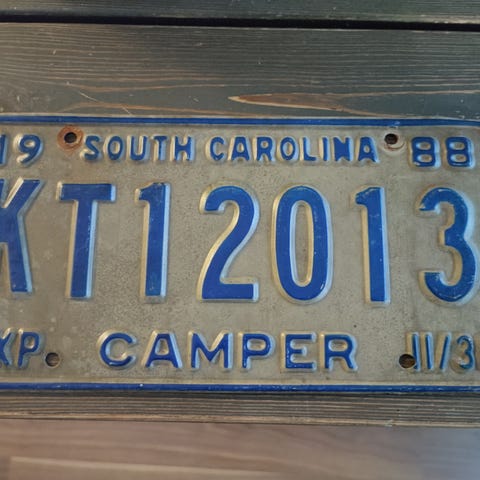 19 SOUTH CAROLINA 88
KT12013
XP. CAMPER 11/3